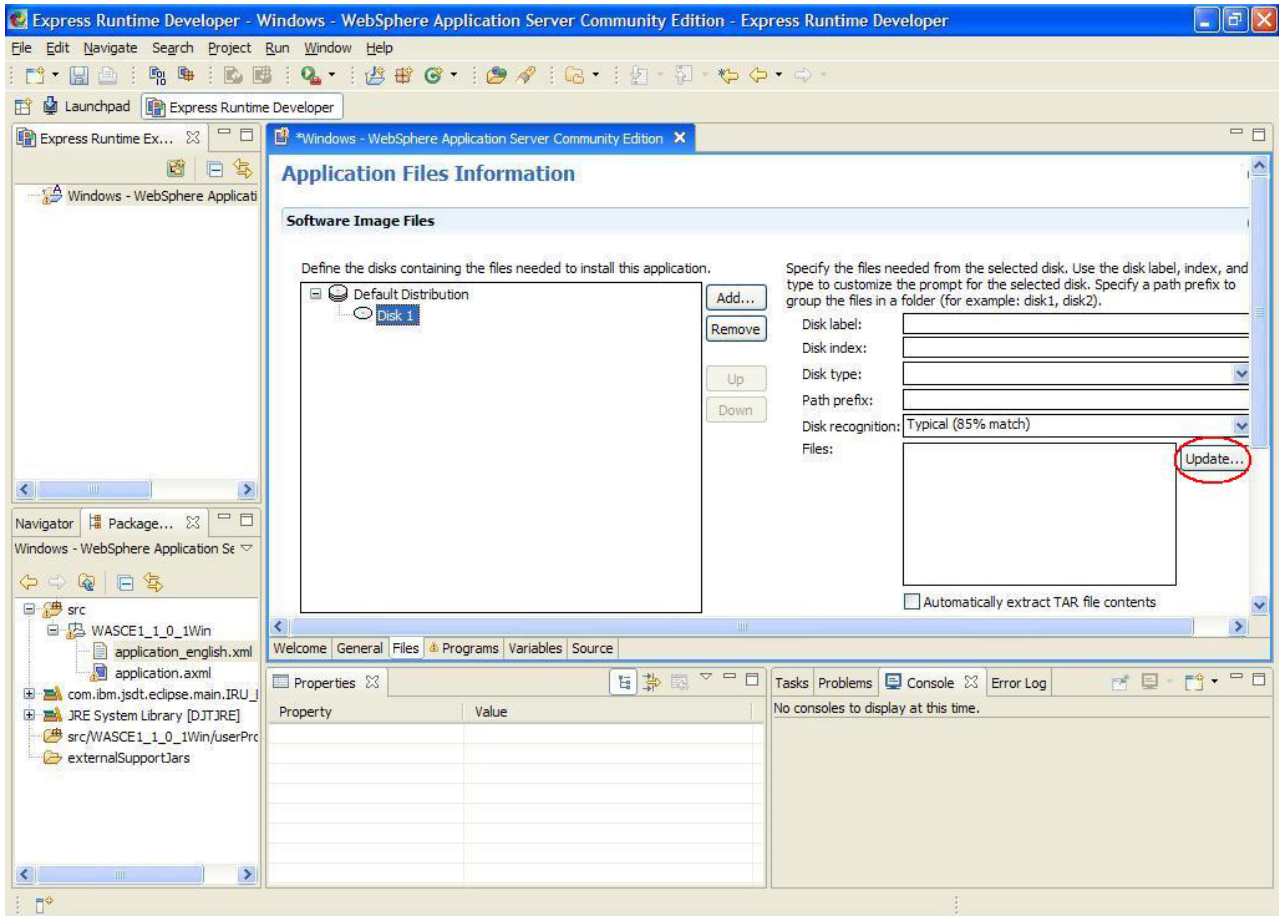 Express Runtime Developer - Windows - WebSphere Application Server Community Edition - Express Runtime Developer
File Edit Navigate Search Project Run Window Help
Launchpad Express Runtime Developer
Express Runtime Ex...
Windows - WebSphere Applicati
*Windows - WebSphere Application Server Community Edition
Application Files Information
Software Image Files
Define the disks containing the files needed to install this application.
Default Distribution
Disk 1
Add...
Remove
Up
Down
Specify the files needed from the selected disk. Use the disk label, index, and
type to customize the prompt for the selected disk. Specify a path prefix to
group the files in a folder (for example: disk1, disk2).
Disk label:
Disk index:
Disk type:
Path prefix:
Disk recognition: Typical (85% match)
Files:
Update...
Automatically extract TAR file contents
Welcome General Files Programs Variables Source
Navigator Package...
Windows - WebSphere Application Se
src
WASCE1_1_0_1Win
application_english.xml
application.axml
com.ibm.jsdt.eclipse.main.IRU_
JRE System Library [DJTJRE]
src/WASCE1_1_0_1Win/userPro
externalSupportJars
Properties
Property Value
Tasks Problems Console Error Log
No consoles to display at this time.